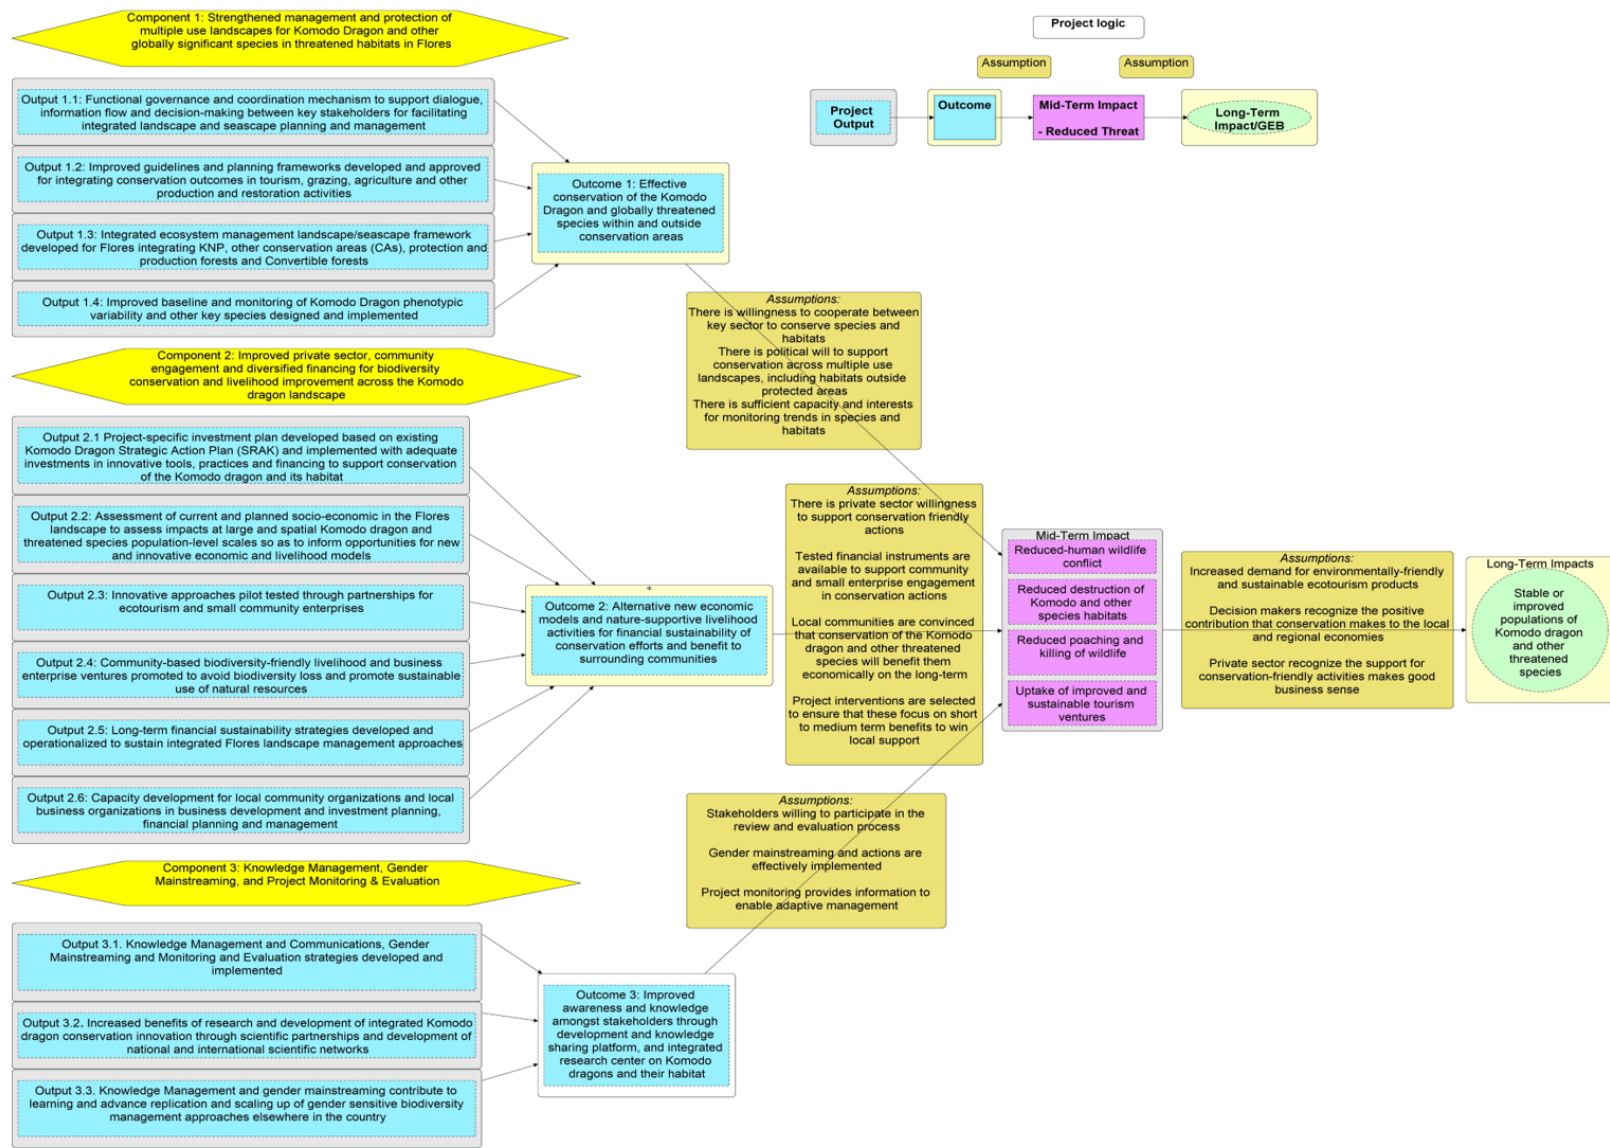 Component 1: Strengthened management and protection of
multiple use landscapes for Komodo Dragon and other
globally significant species in threatened habitats in Flores
Project logic
Assumption
Assumption
Project
Output
Outcome
Mid-Term Impact
- Reduced Threat
Long-Term
Impact/GEB
Output 1.1: Functional governance and coordination mechanism to support dialogue,
information flow and decision-making between key stakeholders for facilitating
integrated landscape and seascape planning and management
Output 1.2: Improved guidelines and planning frameworks developed and approved
for integrating conservation outcomes in tourism, grazing, agriculture and other
production and restoration activities
Output 1.3: Integrated ecosystem management landscape/seascape framework
developed for Flores integrating KNP, other conservation areas (CAs), protection and
production forests and Convertible forests
Output 1.4: Improved baseline and monitoring of Komodo Dragon phenotypic
variability and other key species designed and implemented
Outcome 1: Effective
conservation of the Komodo
Dragon and globally threatened
species within and outside
conservation areas
Assumptions:
There is willingness to cooperate between
key sector to conserve species and
habitats
There is political will to support
conservation across multiple use
landscapes, including habitats outside
protected areas
There is sufficient capacity and interests
for monitoring trends in species and
habitats
Component 2: Improved private sector, community
engagement and diversified financing for biodiversity
conservation and livelihood improvement across the Komodo
dragon landscape
Output 2.1 Project-specific investment plan developed based on existing
Komodo Dragon Strategic Action Plan (SRAK) and implemented with adequate
investments in innovative tools, practices and financing to support conservation
of the Komodo dragon and its habitat
Output 2.2: Assessment of current and planned socio-economic in the Flores
landscape to assess impacts at large and spatial Komodo dragon and
threatened species population-level scales so as to inform opportunities for new
and innovative economic and livelihood models
Output 2.3: Innovative approaches pilot tested through partnerships for
ecotourism and small community enterprises
Output 2.4: Community-based biodiversity-friendly livelihood and business
enterprise ventures promoted to avoid biodiversity loss and promote sustainable
use of natural resources
Output 2.5: Long-term financial sustainability strategies developed and
operationalized to sustain integrated Flores landscape management approaches
Output 2.6: Capacity development for local community organizations and local
business organizations in business development and investment planning,
financial planning and management
Outcome 2: Alternative new economic
models and nature-supportive livelihood
activities for financial sustainability of
conservation efforts and benefit to
surrounding communities
Assumptions:
There is private sector willingness
to support conservation friendly
actions
Tested financial instruments are
available to support community
and small enterprise engagement
in conservation actions
Local communities are convinced
that conservation of the Komodo
dragon and other threatened
species will benefit them
economically on the long-term
Project interventions are selected
to ensure that these focus on short
to medium term benefits to win
local support
Mid-Term Impact
Reduced-human wildlife
conflict
Reduced destruction of
Komodo and other
species habitats
Reduced poaching and
killing of wildlife
Uptake of improved and
sustainable tourism
ventures
Assumptions:
Increased demand for environmentally-friendly
and sustainable ecotourism products
Decision makers recognize the positive
contribution that conservation makes to the local
and regional economies
Private sector recognize the support for
conservation-friendly activities makes good
business sense
Long-Term Impacts
Stable or
improved
populations of
Komodo dragon
and other
threatened
species
Assumptions:
Stakeholders willing to participate in the
review and evaluation process
Gender mainstreaming and actions are
effectively implemented
Project monitoring provides information to
enable adaptive management
Component 3: Knowledge Management, Gender
Mainstreaming, and Project Monitoring & Evaluation
Output 3.1. Knowledge Management and Communications, Gender
Mainstreaming and Monitoring and Evaluation strategies developed and
implemented
Output 3.2. Increased benefits of research and development of integrated Komodo
dragon conservation innovation through scientific partnerships and development of
national and international scientific networks
Output 3.3. Knowledge Management and gender mainstreaming contribute to
learning and advance replication and scaling up of gender sensitive biodiversity
management approaches elsewhere in the country
Outcome 3: Improved
awareness and knowledge
amongst stakeholders through
development and knowledge
sharing platform, and integrated
research center on Komodo
dragons and their habitat